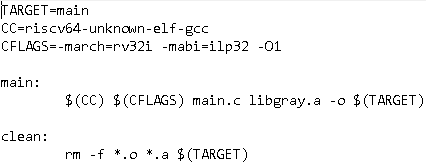 TARGET=main
CC=riscv64-unknown-elf-gcc
CFLAGS=-march=rv32i -mabi=ilp32 -O1

main:
	$(CC) $(CFLAGS) main.c libgray.a -o $(TARGET)

clean:
	rm -f *.o *.a $(TARGET)